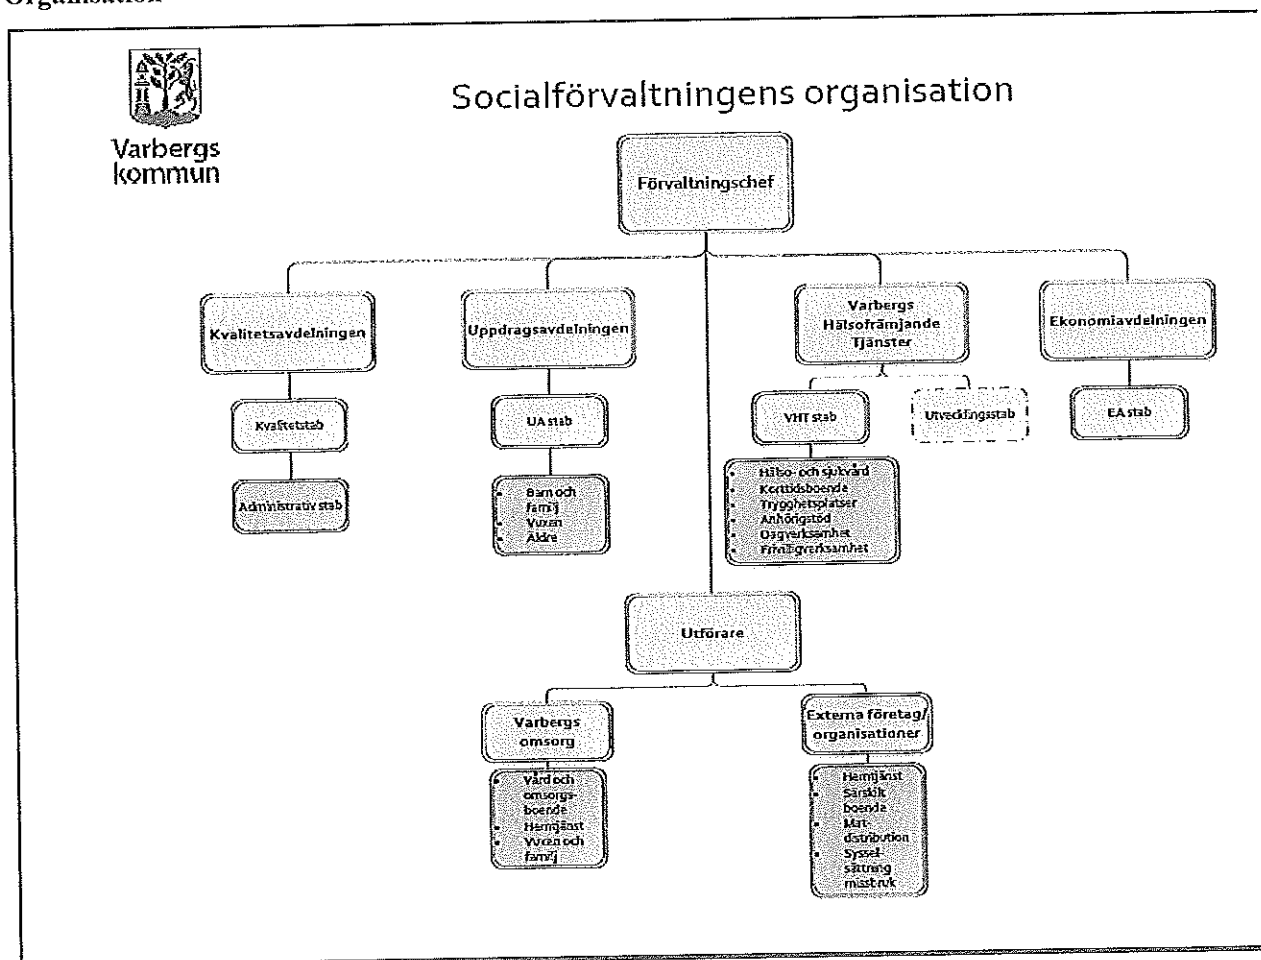 Organisation
Varbergs
kommun
Socialförvaltningens organisation
Förvaltningschef
Kvalitetsavdelningen
Uppdragsavdelningen
Varbergs
Hälsofrämjande
Tjänster
Ekonomiavdelningen
Kvalitetstab
UA stab
VHT stab
Utvecklingsstab
EA stab
Administrativ stab
• Barn och
familj
• Vuxen
• Äldre
• Hälso- och sjukvård
• Korttidsboende
• Trygghetsplatser
• Anhörigstöd
• Dagverksamhet
• Frivilligverksamhet
Utförare
Varbergs
omsorg
Externa företag/
organisationer
• Vård och
omsorgs-
boende
• Hemtjänst
• Vuxen och
familj
• Hemtjänst
• Särskilt
boende
• Mat-
distribution
• Syssel-
sättning
missbruk